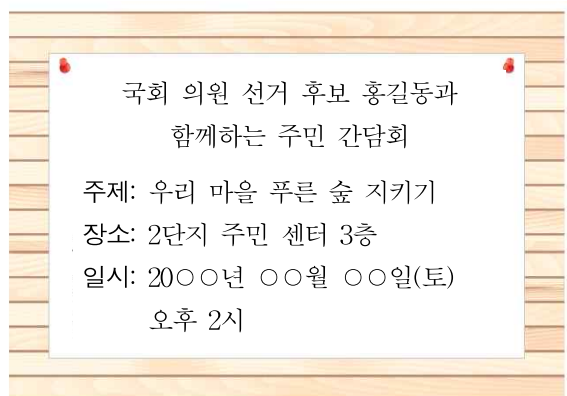 국회 의원 선거 후보 홍길동과
함께하는 주민 간담회
주제: 우리 마을 푸른 숲 지키기
장소: 2단지 주민 센터 3층
일시: 20○○년 ○○월 ○○일(토)
오후 2시